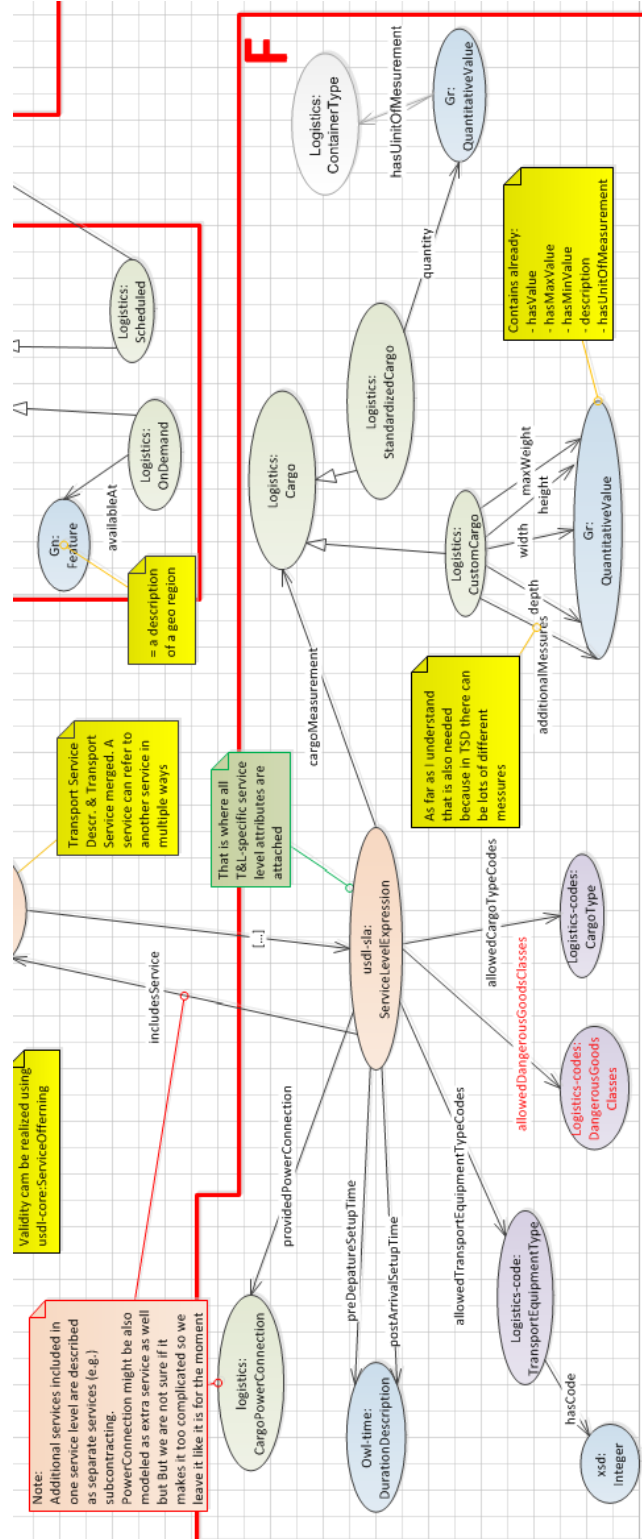 Note:
Additional services included in
one service level are described
as separate services (e.g.)
subcontracting.
PowerConnection might be also
modeled as extra service as well
but But we are not sure if it
makes it too complicated so we
leave it like it is for the moment
Validity cam be realized using
usdl-core:ServiceOfferning
Transport Service
Descr. & Transport
Service merged. A
service can refer to
another service in
multiple ways
Gn:
Feature
availableAt
= a description
of a geo region
Logistics:
OnDemand
Logistics:
Scheduled
includesService
[...]
That is where all
T&L-specific service
level attributes are
attached
F
logistics:
CargoPowerConnection
providedPowerConnection
usdl-sla:
ServiceLevelExpression
cargoMeasurement
Logistics:
Cargo
Logistics:
ContainerType
hasUinitOfMesurement
Owl-time:
DurationDescription
preDepatureSetupTime
postArrivalSetupTime
Logistics:
StandardizedCargo
quantity
Gr:
QuantitativeValue
As far as I understand
that is also needed
because in TSD there can
be lots of different
messures
Logistics:
CustomCargo
allowedTransportEquipmentTypeCodes
allowedDangerousGoodsClasses
allowedCargoTypeCodes
additionalMessures
depth
width
height
maxWeight
Contains already:
- hasValue
- hasMaxValue
- hasMinValue
- description
- hasUnitOfMeasurement
Logistics-code:
TransportEquipmentType
hasCode
xsd:
Integer
Logistics-codes:
DangerousGoods
Classes
Logistics-codes:
CargoType
Gr:
QuantitativeValue